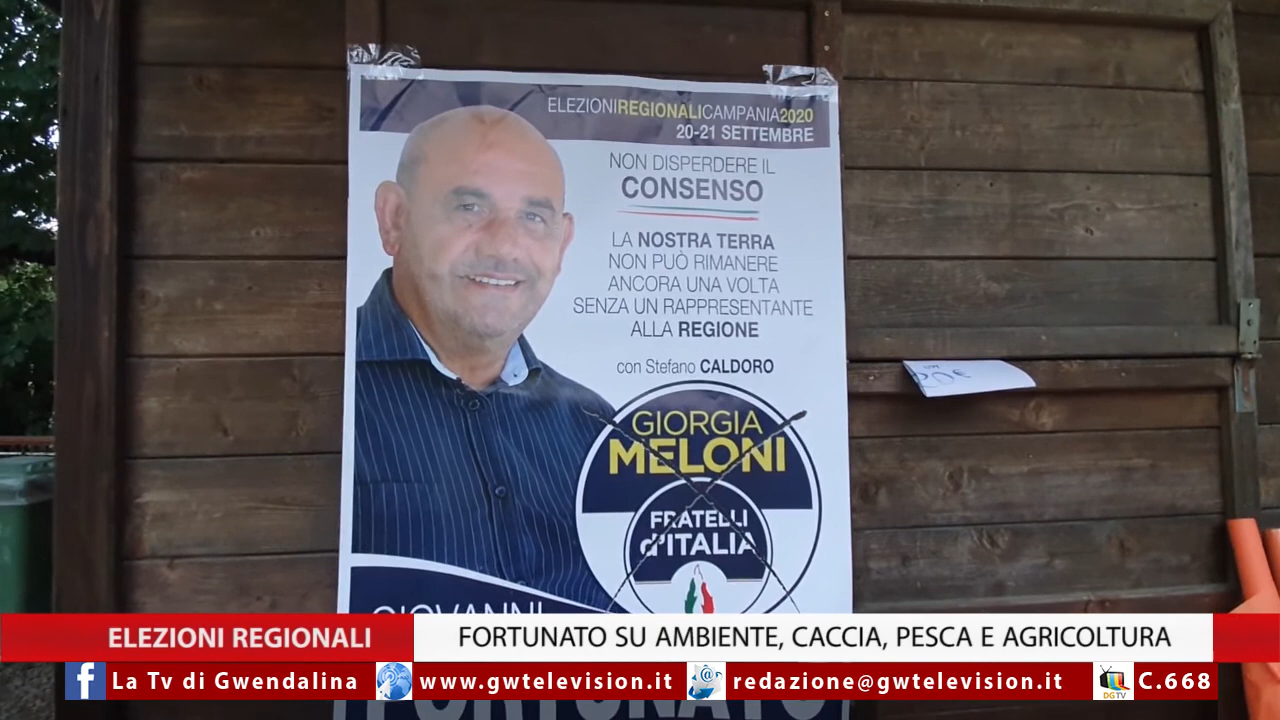 ELEZIONIREGIONALICAMPANIA2020
20-21 SETTEMBRE
NON DISPERDERE IL
CONSENSO
LA NOSTRA TERRA
NON PUÒ RIMANERE
ANCORA UNA VOLTA
SENZA UN RAPPRESENTANTE
ALLA REGIONE
con Stefano CALDORO
GIORGIA
MELONI
FRATELLI
d'ITALIA
GIOVANNI
FORTUNATO
ELEZIONI REGIONALI
FORTUNATO SU AMBIENTE, CACCIA, PESCA E AGRICOLTURA
La Tv di Gwendalina www.gwtelevision.it redazione@gwtelevision.it DGTV C.668